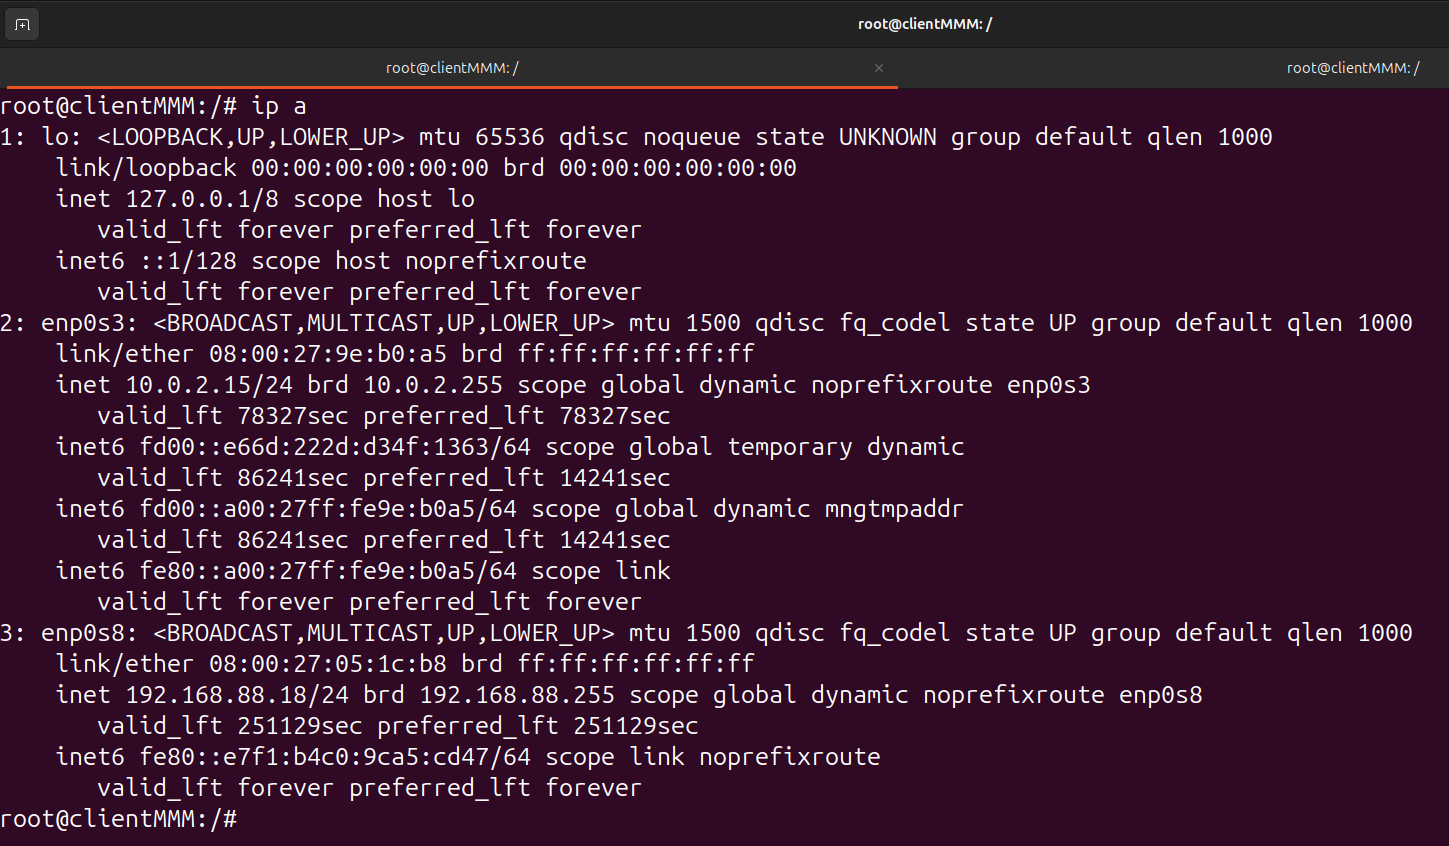 root@clientMMM: /
root@clientMMM: / ×
root@clientMMM: /
root@clientMMM:/# ip a
1: lo: <LOOPBACK,UP,LOWER_UP> mtu 65536 qdisc noqueue state UNKNOWN group default qlen 1000
    link/loopback 00:00:00:00:00:00 brd 00:00:00:00:00:00
    inet 127.0.0.1/8 scope host lo
       valid_lft forever preferred_lft forever
    inet6 ::1/128 scope host noprefixroute
       valid_lft forever preferred_lft forever
2: enp0s3: <BROADCAST,MULTICAST,UP,LOWER_UP> mtu 1500 qdisc fq_codel state UP group default qlen 1000
    link/ether 08:00:27:9e:b0:a5 brd ff:ff:ff:ff:ff:ff
    inet 10.0.2.15/24 brd 10.0.2.255 scope global dynamic noprefixroute enp0s3
       valid_lft 78327sec preferred_lft 78327sec
    inet6 fd00::e66d:222d:d34f:1363/64 scope global temporary dynamic
       valid_lft 86241sec preferred_lft 14241sec
    inet6 fd00::a00:27ff:fe9e:b0a5/64 scope global dynamic mngtmpaddr
       valid_lft 86241sec preferred_lft 14241sec
    inet6 fe80::a00:27ff:fe9e:b0a5/64 scope link
       valid_lft forever preferred_lft forever
3: enp0s8: <BROADCAST,MULTICAST,UP,LOWER_UP> mtu 1500 qdisc fq_codel state UP group default qlen 1000
    link/ether 08:00:27:05:1c:b8 brd ff:ff:ff:ff:ff:ff
    inet 192.168.88.18/24 brd 192.168.88.255 scope global dynamic noprefixroute enp0s8
       valid_lft 251129sec preferred_lft 251129sec
    inet6 fe80::e7f1:b4c0:9ca5:cd47/64 scope link noprefixroute
       valid_lft forever preferred_lft forever
root@clientMMM:/#